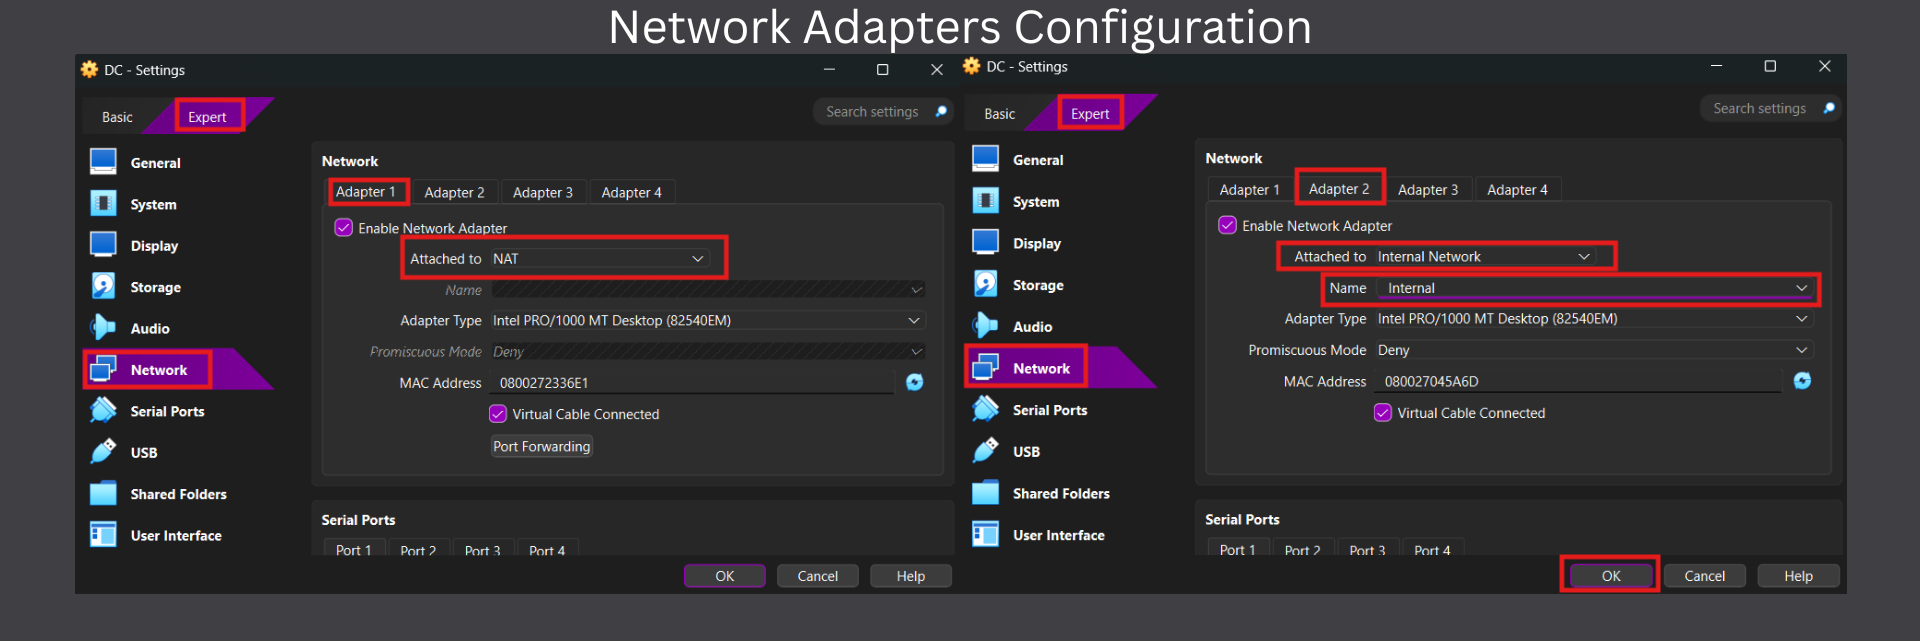 Network Adapters Configuration
DC - Settings
Basic
Expert
Search settings
General
System
Display
Storage
Audio
Network
Serial Ports
USB
Shared Folders
User Interface
Network
Adapter 1
Adapter 2
Adapter 3
Adapter 4
Enable Network Adapter
Attached to NAT
Name
Adapter Type Intel PRO/1000 MT Desktop (82540EM)
Promiscuous Mode Deny
MAC Address 0800272336E1
Virtual Cable Connected
Port Forwarding
Serial Ports
Port 1
Port 2
Port 3
Port 4
OK
Cancel
Help
DC - Settings
Basic
Expert
Search settings
General
System
Display
Storage
Audio
Network
Serial Ports
USB
Shared Folders
User Interface
Network
Adapter 1
Adapter 2
Adapter 3
Adapter 4
Enable Network Adapter
Attached to Internal Network
Name Internal
Adapter Type Intel PRO/1000 MT Desktop (82540EM)
Promiscuous Mode Deny
MAC Address 080027045A6D
Virtual Cable Connected
Serial Ports
Port 1
Port 2
Port 3
Port 4
OK
Cancel
Help